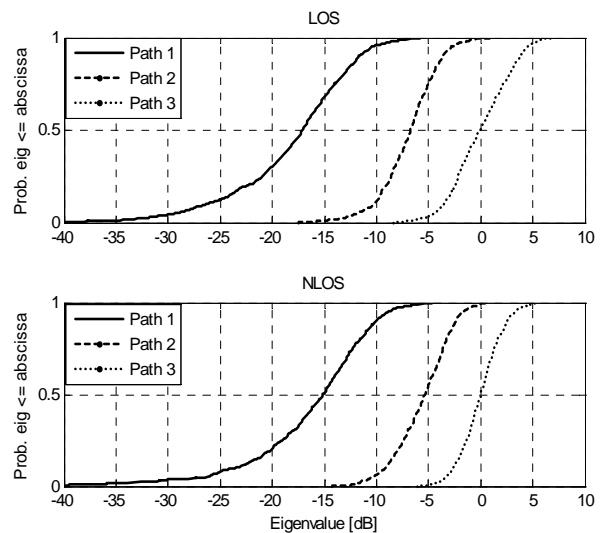 LOS
Prob. eig <= abscissa
1
0.5
0
Path 1
Path 2
Path 3
-40 -35 -30 -25 -20 -15 -10 -5 0 5 10
NLOS
Prob. eig <= abscissa
1
0.5
0
Path 1
Path 2
Path 3
-40 -35 -30 -25 -20 -15 -10 -5 0 5 10
Eigenvalue [dB]